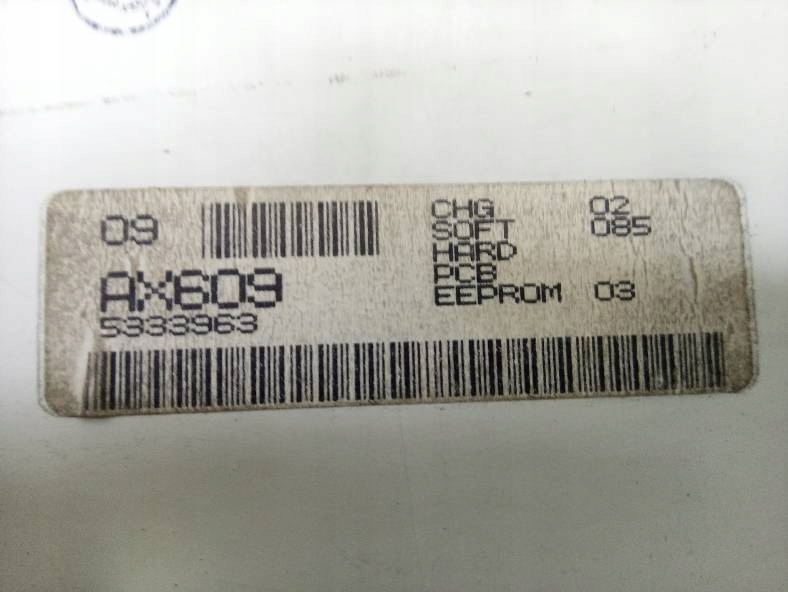 09
AX609
5333963
CHG 02
SOFT 085
HARD
PCB
EEPROM 03